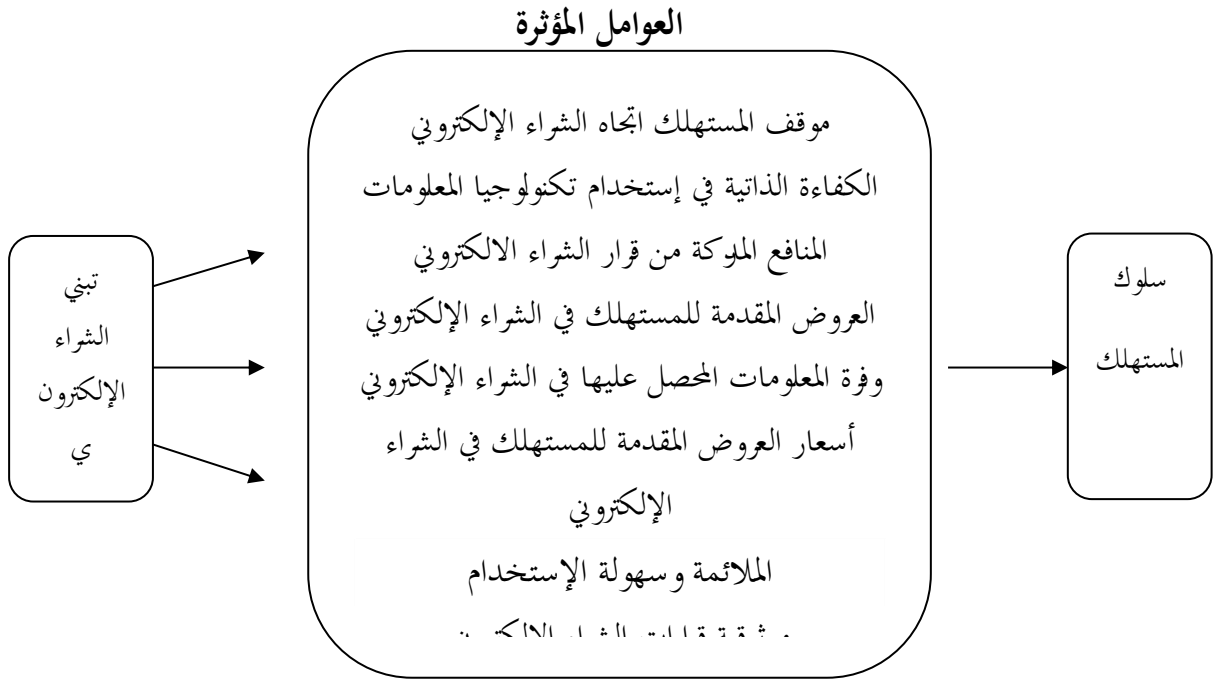 العوامل المؤثرة
موقف المستهلك اتجاه الشراء الإلكتروني
الكفاءة الذاتية في إستخدام تكنولوجيا المعلومات
المنافع المدركة من قرار الشراء الالكتروني
العروض المقدمة للمستهلك في الشراء الإلكتروني
وفرة المعلومات المحصل عليها في الشراء الإلكتروني
أسعار العروض المقدمة للمستهلك في الشراء
الإلكتروني
الملائمة وسهولة الإستخدام
سلوك
المستهلك
تبني
الشراء
الإلكترون
ي